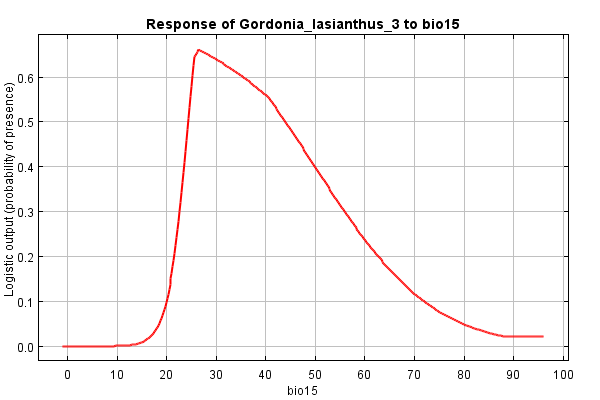 Response of Gordonia_lasianthus_3 to bio15
Logistic output (probability of presence)
0.6
0.5
0.4
0.3
0.2
0.1
0.0
0 10 20 30 40 50 60 70 80 90 100
bio15